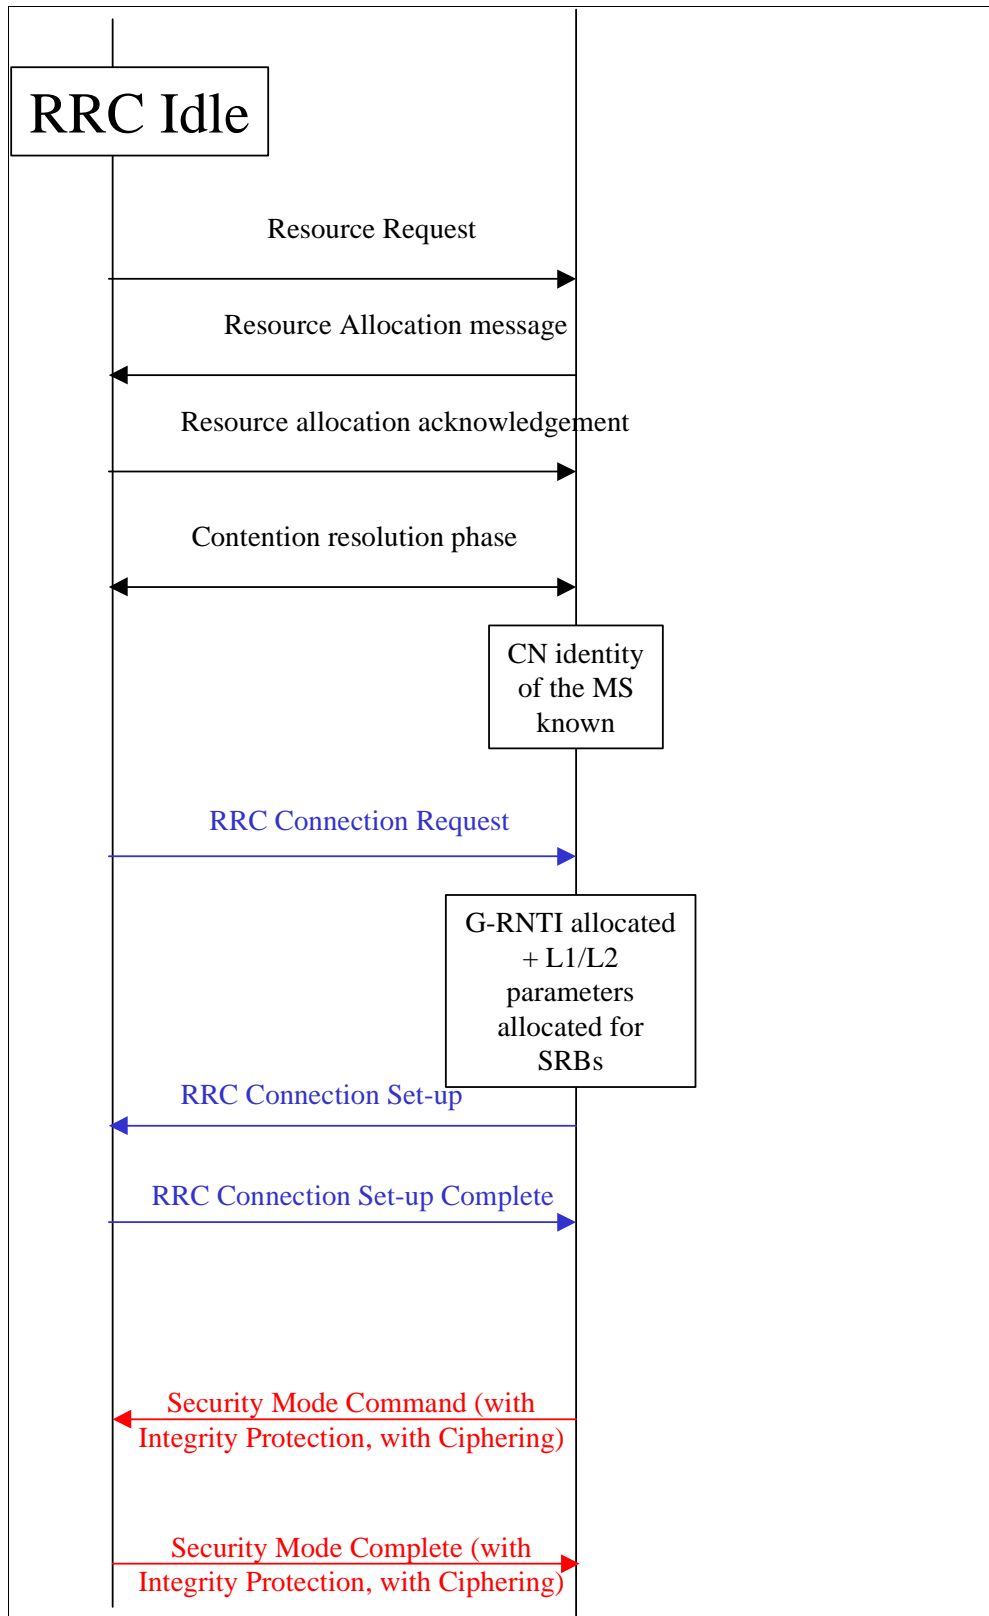 RRC Idle
Resource Request
Resource Allocation message
Resource allocation acknowledgement
Contention resolution phase
CN identity
of the MS
known
RRC Connection Request
G-RNTI allocated
+ L1/L2
parameters
allocated for
SRBs
RRC Connection Set-up
RRC Connection Set-up Complete
Security Mode Command (with
Integrity Protection, with Ciphering)
Security Mode Complete (with
Integrity Protection, with Ciphering)